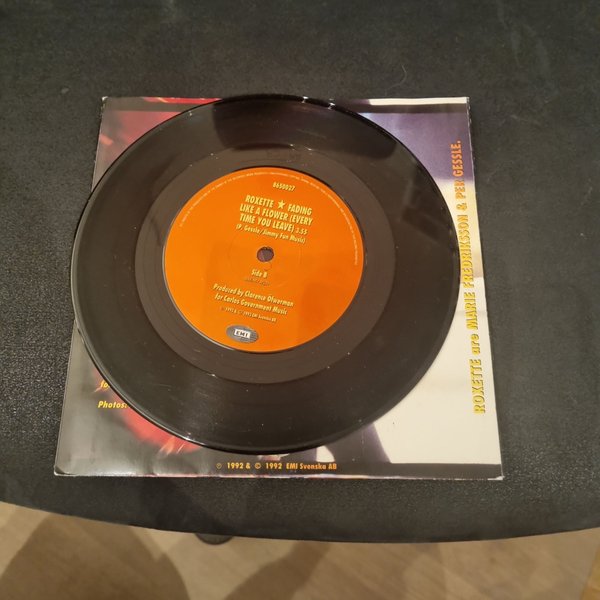 8650027
ROXETTE ★ FADING
LIKE A FLOWER (EVERY
TIME YOU LEAVE) 3.53
(P. Gessle/Jimmy Fun Music)
Side B
Produced by Clarence Öfwerman
for Carlos Government Music
EMI
ROXETTE are MARIE FREDRIKSSON & PER GESSLE.
Photos:
℗ 1992 & © 1992 EMI Svenska AB